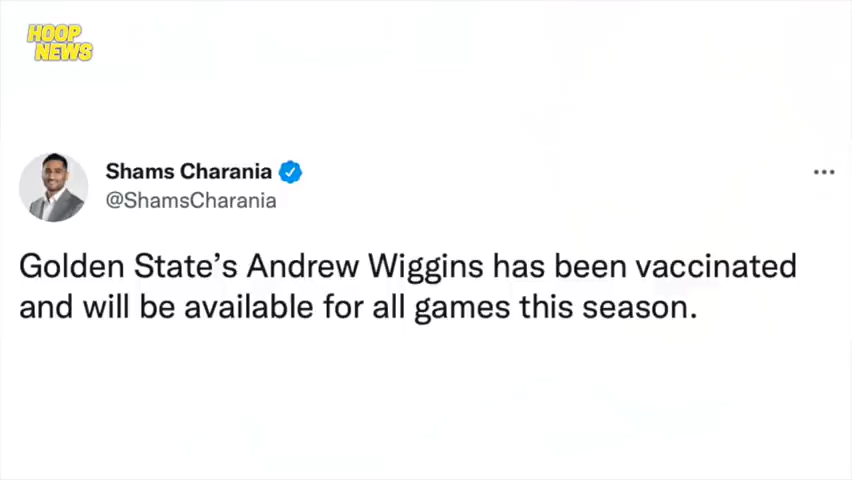 HOOP
NEWS
Shams Charania
@ShamsCharania
Golden State’s Andrew Wiggins has been vaccinated
and will be available for all games this season.